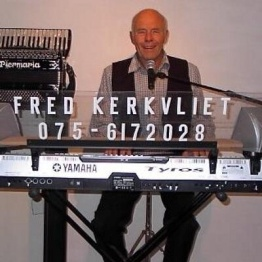 Piermaria
FRED KERKVLIET
075-6172028
YAMAHA Tyros